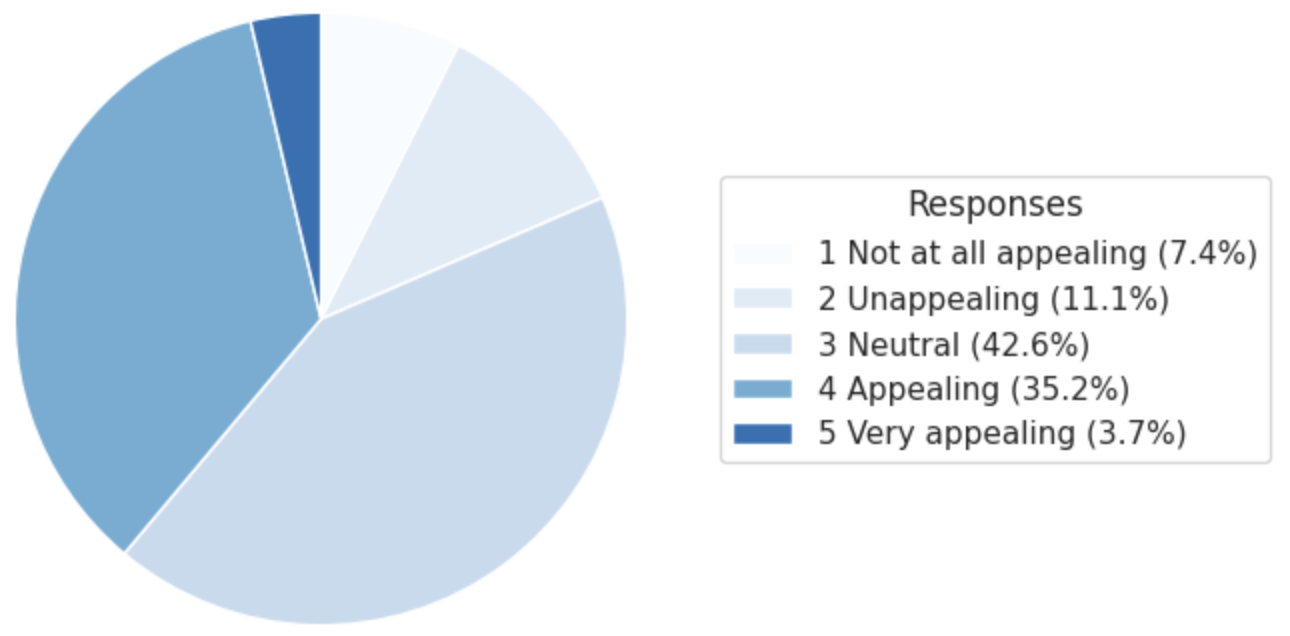 Responses
1 Not at all appealing (7.4%)
2 Unappealing (11.1%)
3 Neutral (42.6%)
4 Appealing (35.2%)
5 Very appealing (3.7%)